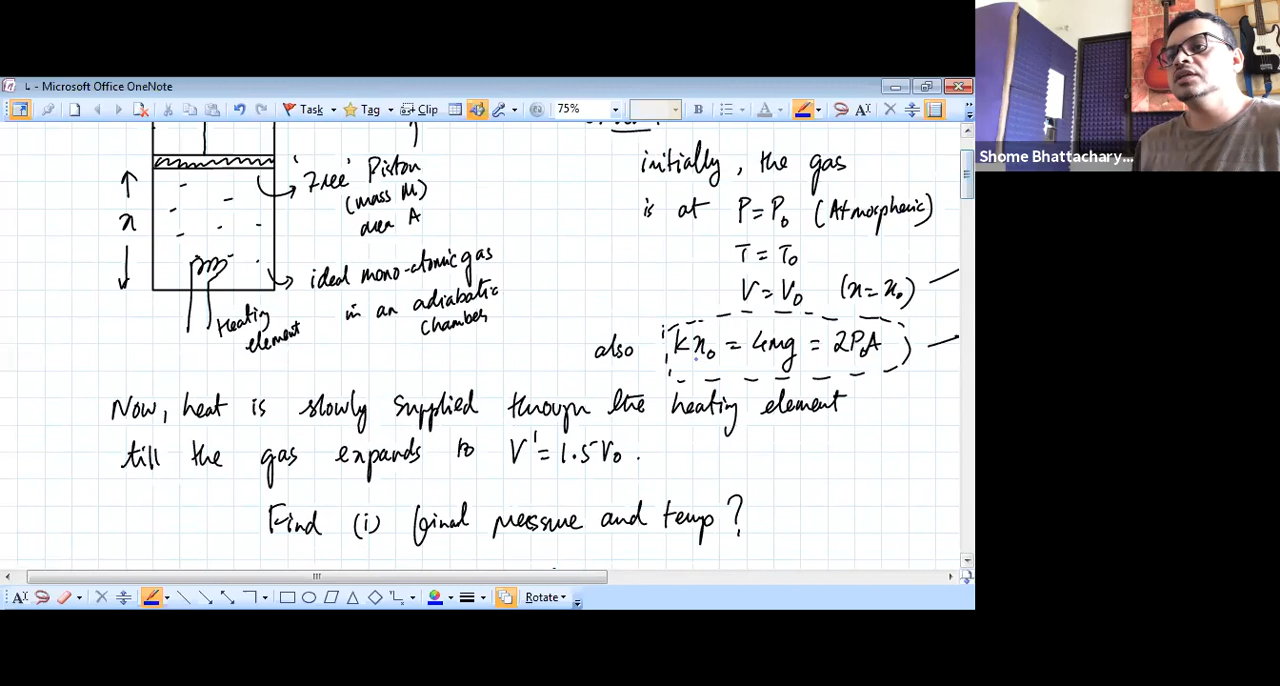 L - Microsoft Office OneNote
Task Tag Clip 75% B A
'free' Piston
(mass M)
area A
x
ideal mono-atomic gas
in an adiabatic
chamber
Heating
element
initially, the gas
is at P = P₀ (Atmospheric)
T = T₀
V = V₀ (x = x₀)
also Kx₀ = 4mg = 2P₀A
Now, heat is slowly supplied through the heating element
till the gas expands to V' = 1.5V₀.
Find (i) final pressure and temp?
Rotate
Shome Bhattachary...